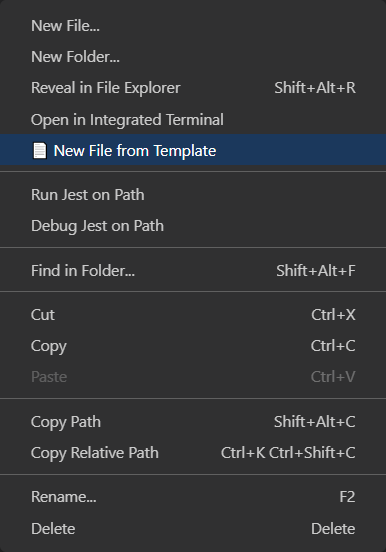 New File...
New Folder...
Reveal in File Explorer Shift+Alt+R
Open in Integrated Terminal
New File from Template
Run Jest on Path
Debug Jest on Path
Find in Folder... Shift+Alt+F
Cut Ctrl+X
Copy Ctrl+C
Paste Ctrl+V
Copy Path Shift+Alt+C
Copy Relative Path Ctrl+K Ctrl+Shift+C
Rename... F2
Delete Delete